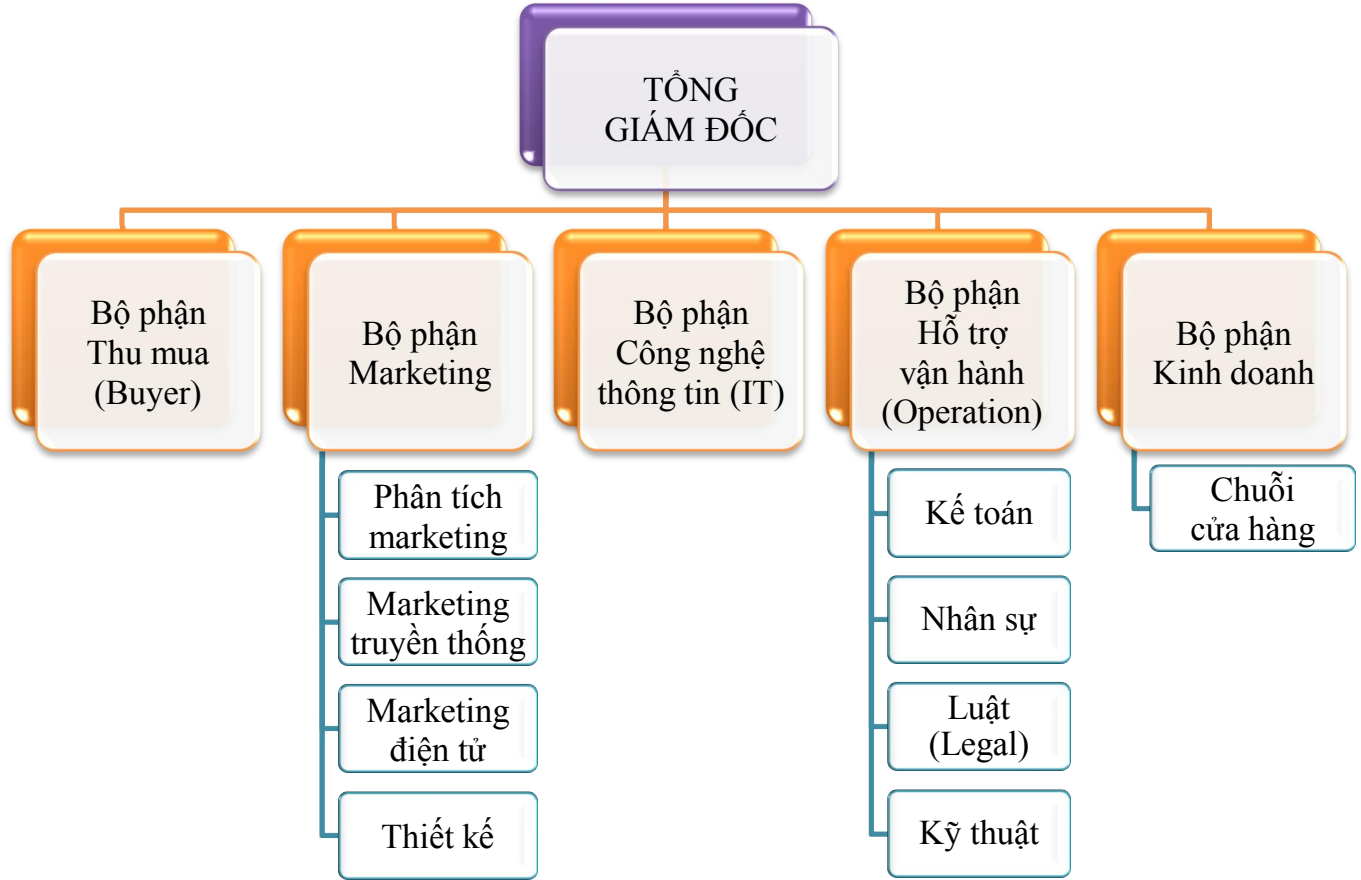 TỔNG
GIÁM ĐỐC
Bộ phận
Thu mua
(Buyer)
Bộ phận
Marketing
Bộ phận
Công nghệ
thông tin (IT)
Bộ phận
Hỗ trợ
vận hành
(Operation)
Bộ phận
Kinh doanh
Phân tích
marketing
Marketing
truyền thống
Marketing
điện tử
Thiết kế
Kế toán
Nhân sự
Luật
(Legal)
Kỹ thuật
Chuỗi
cửa hàng